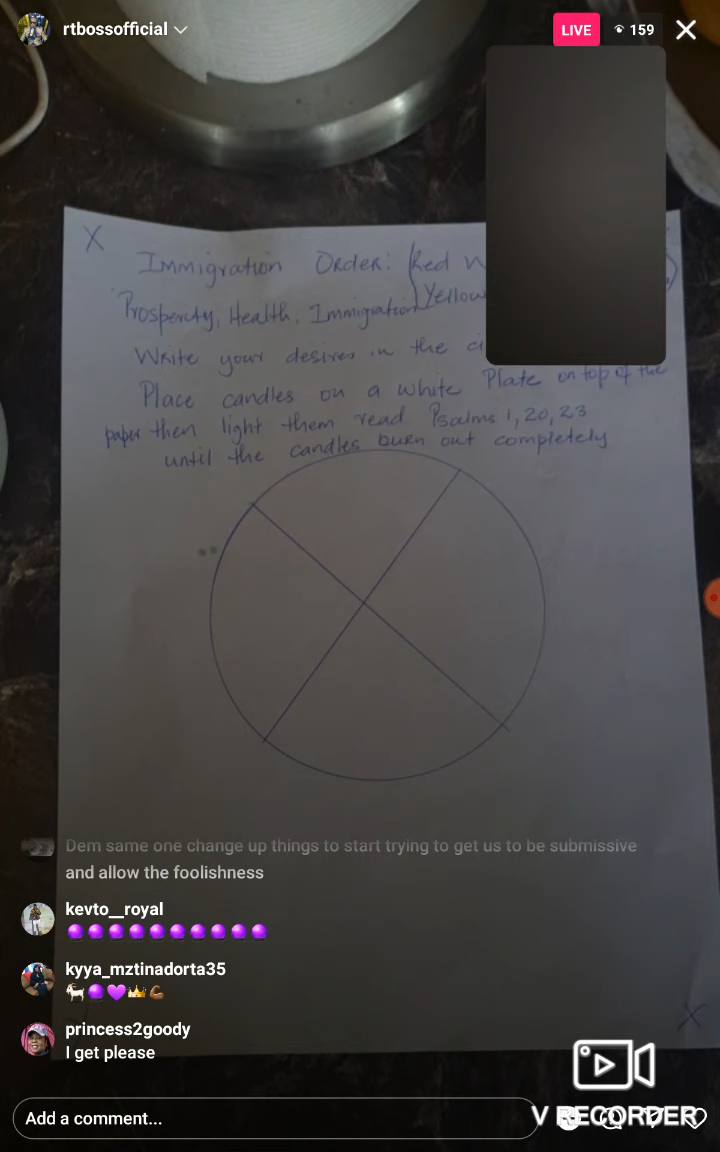 rtbossofficial
LIVE
159
X
Immigration Order: (Red
Prosperity, Health, Immigration (Yellow
Write your desires in the
Place candles on a white Plate on top of the
paper then light them read Psalms 1, 20, 23
until the candles burn out completely
Dem same one change up things to start trying to get us to be submissive
and allow the foolishness
kevto__royal
kyya_mztinadorta35
princess2goody
I get please
X
Add a comment...
V RECORDER